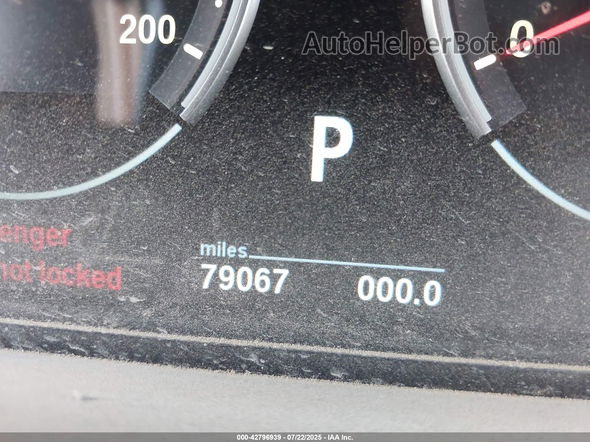 200
0
AutoHelperBot.com
P
enger
not locked
miles
79067 000.0
000-42796939 - 07/22/2025 - IAA Inc.